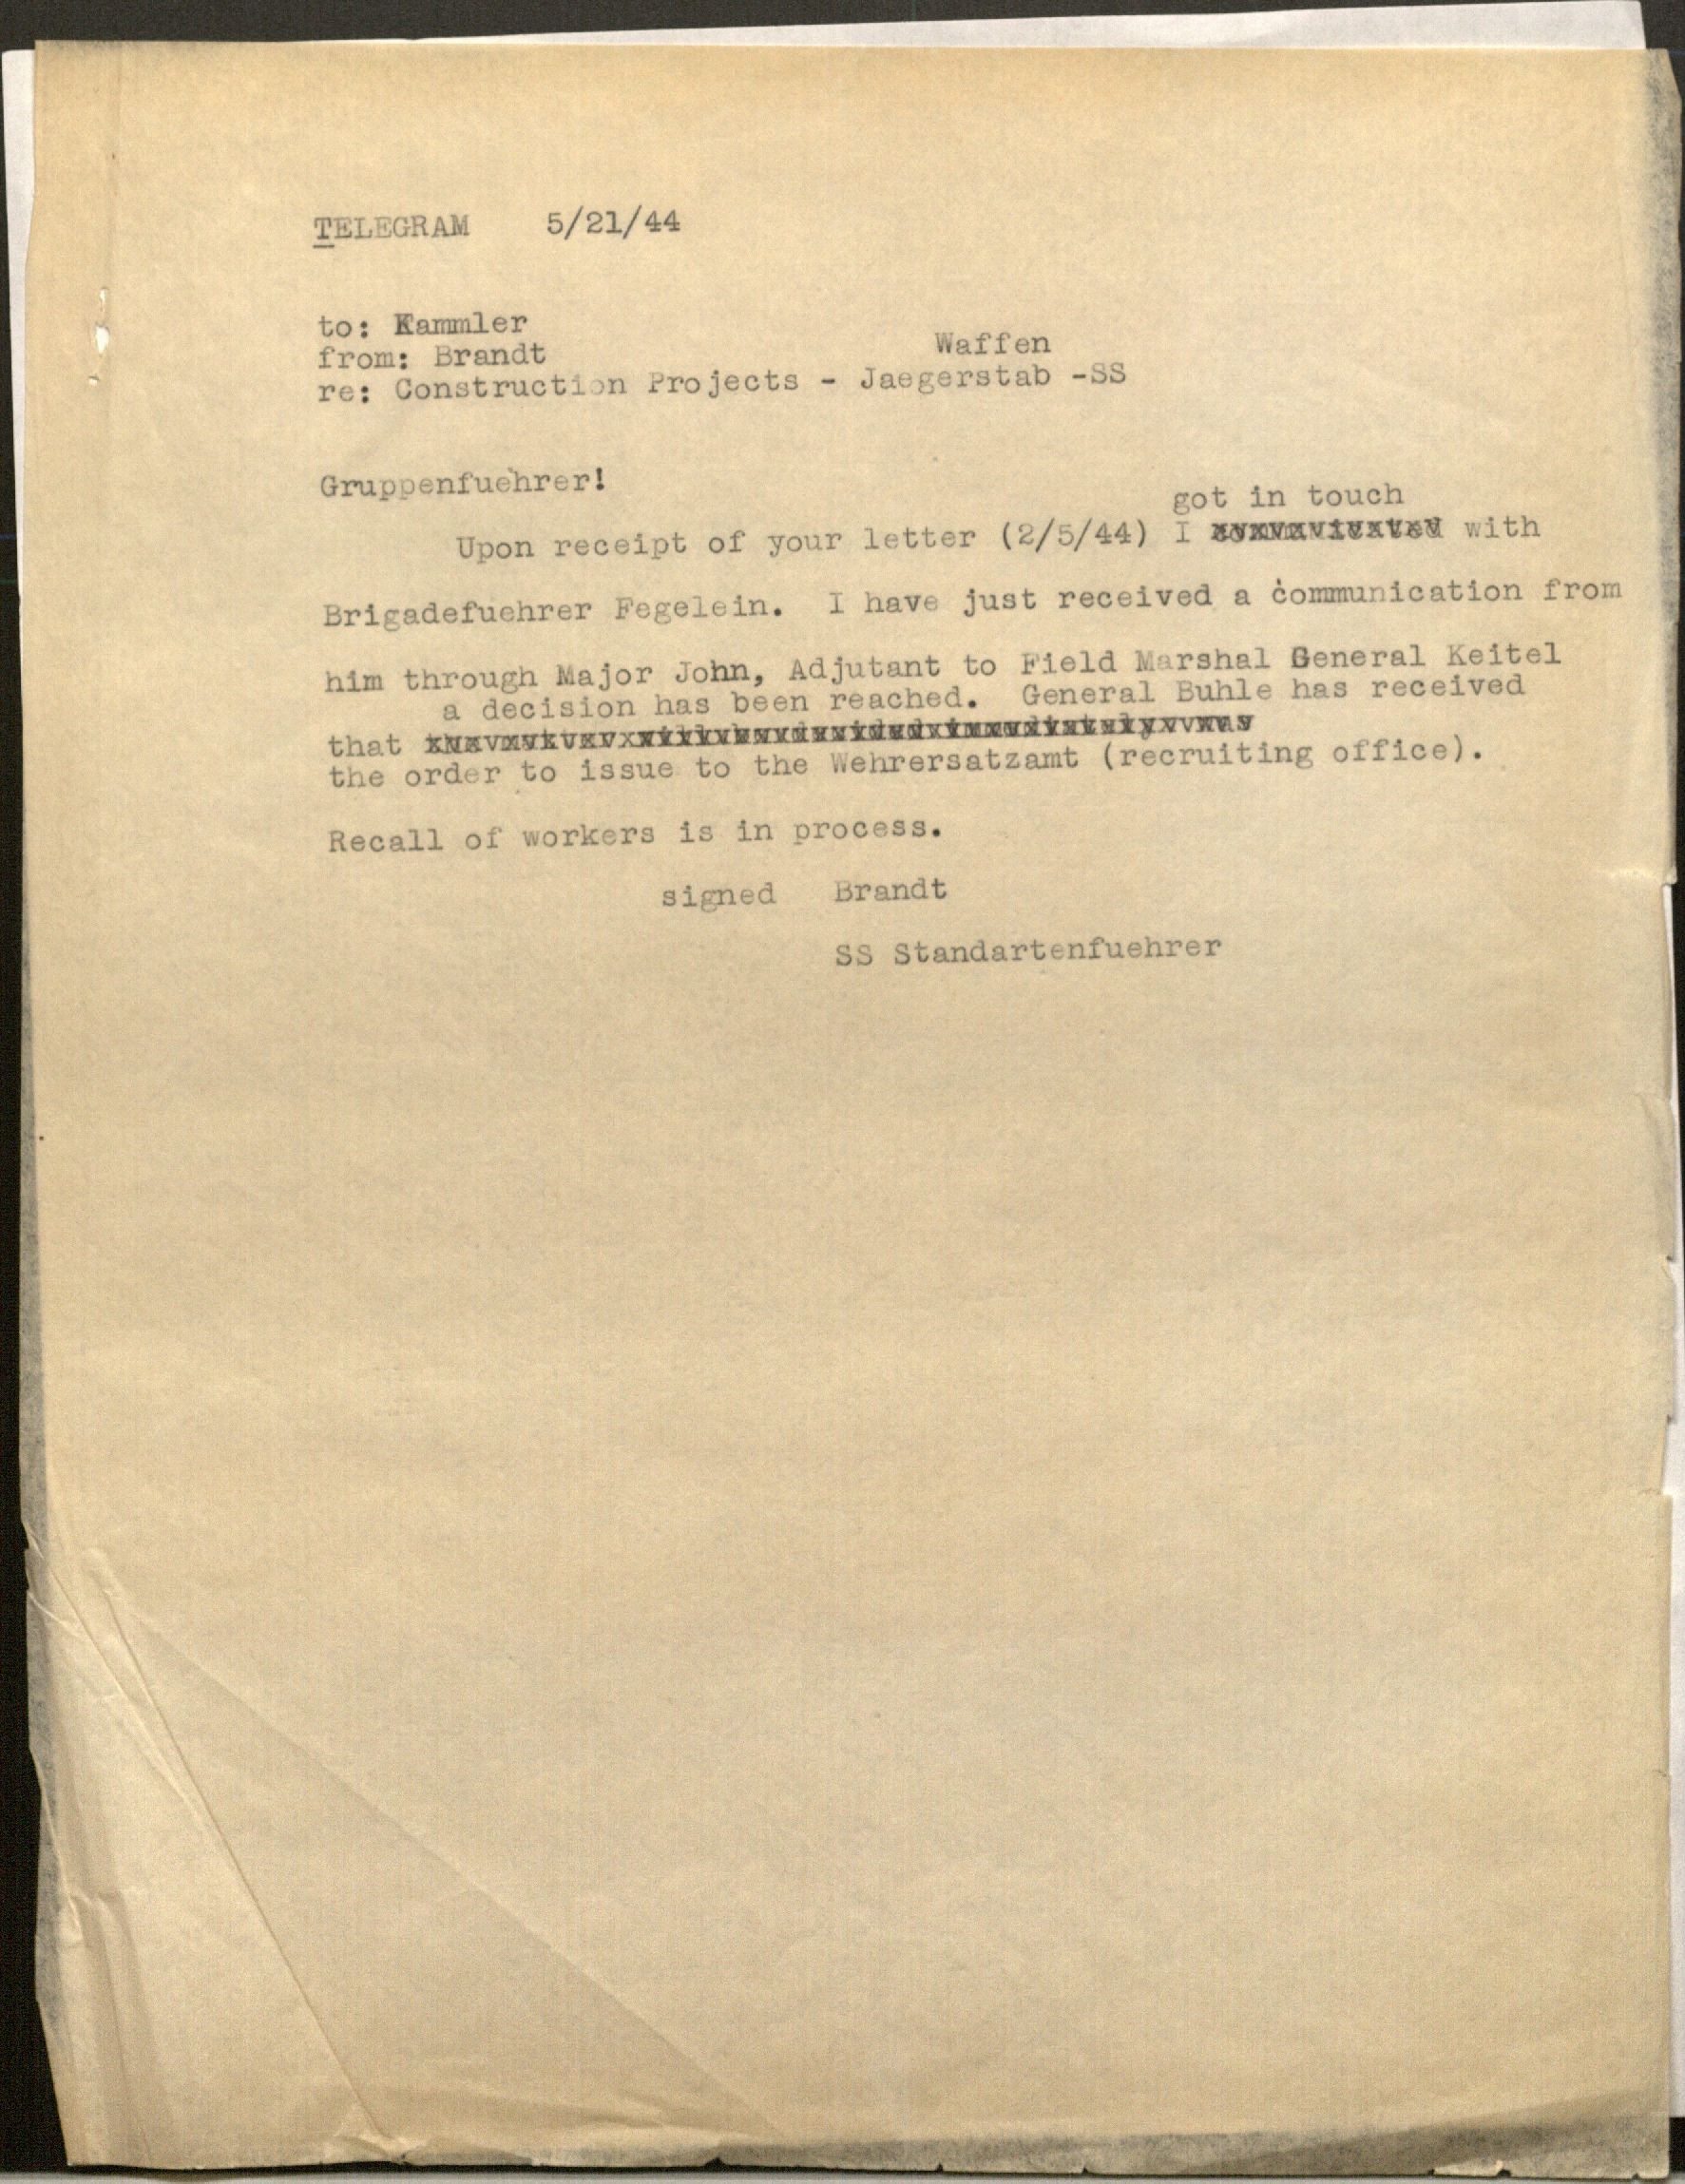 TELEGRAM 5/21/44
to: Kammler
from: Brandt
Waffen
re: Construction Projects - Jaegerstab -SS
Gruppenfuehrer!
got in touch
Upon receipt of your letter (2/5/44) I with
Brigadefuehrer Fegelein. I have just received a communication from
him through Major John, Adjutant to Field Marshal General Keitel
a decision has been reached. General Buhle has received
that
the order to issue to the Wehrersatzamt (recruiting office).
Recall of workers is in process.
signed Brandt
SS Standartenfuehrer